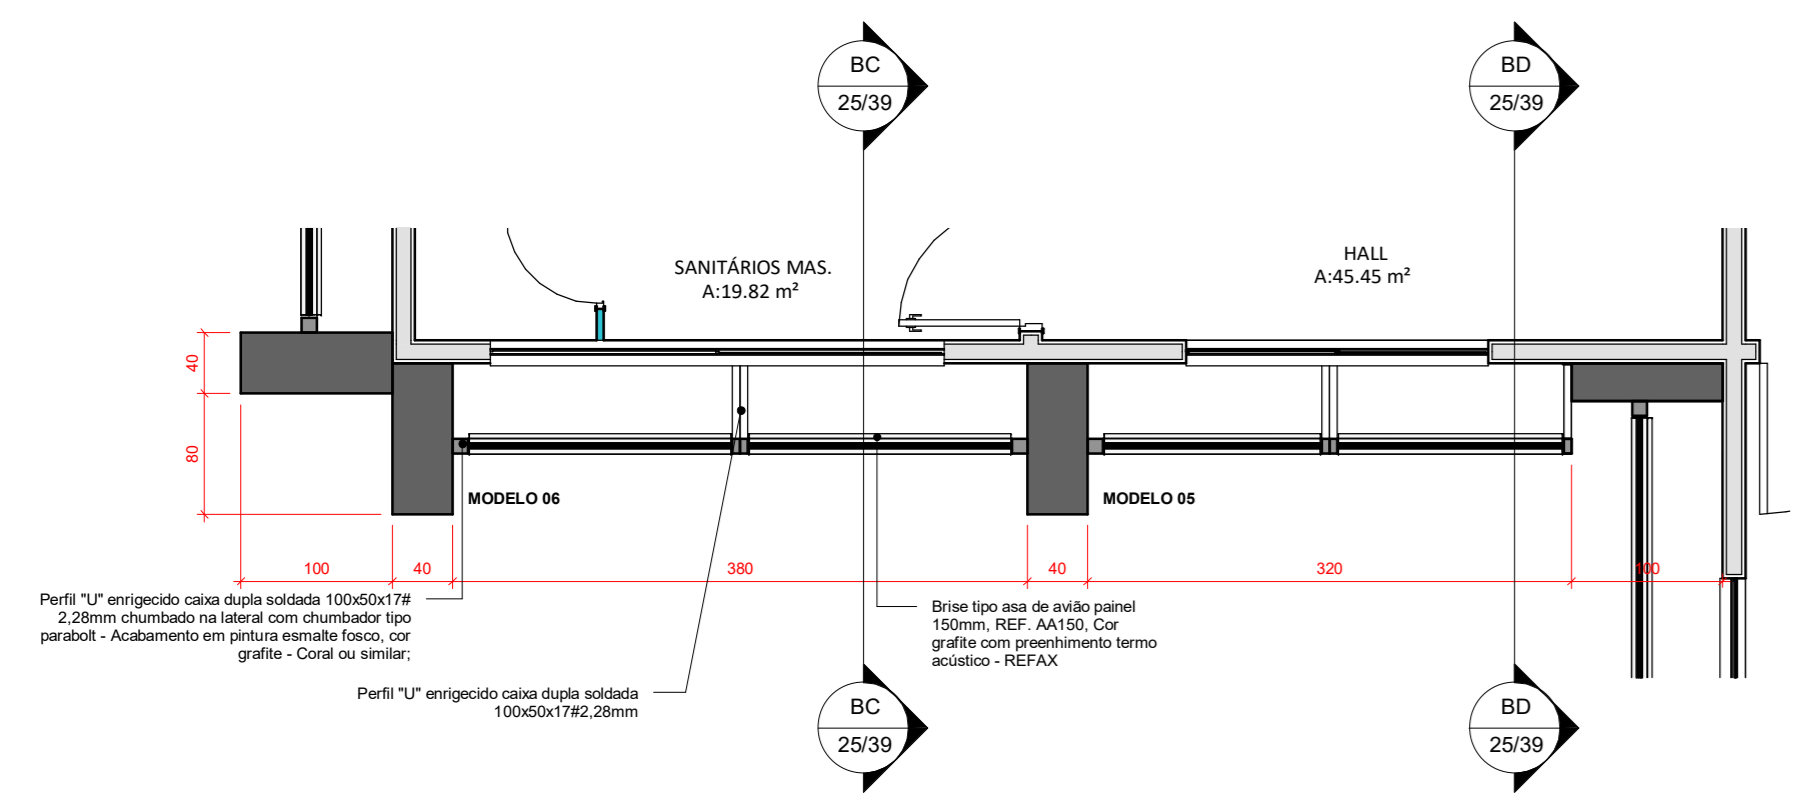 BC
25/39
BD
25/39
SANITÁRIOS MAS.
A:19.82 m²
HALL
A:45.45 m²
40
80
MODELO 06
MODELO 05
100
40
380
40
320
100
Perfil "U" enrigecido caixa dupla soldada 100x50x17#
2,28mm chumbado na lateral com chumbador tipo
parabolt - Acabamento em pintura esmalte fosco, cor
grafite - Coral ou similar;
Brise tipo asa de avião painel
150mm, REF. AA150, Cor
grafite com preenhimento termo
acústico - REFAX
Perfil "U" enrigecido caixa dupla soldada
100x50x17#2,28mm
BC
25/39
BD
25/39